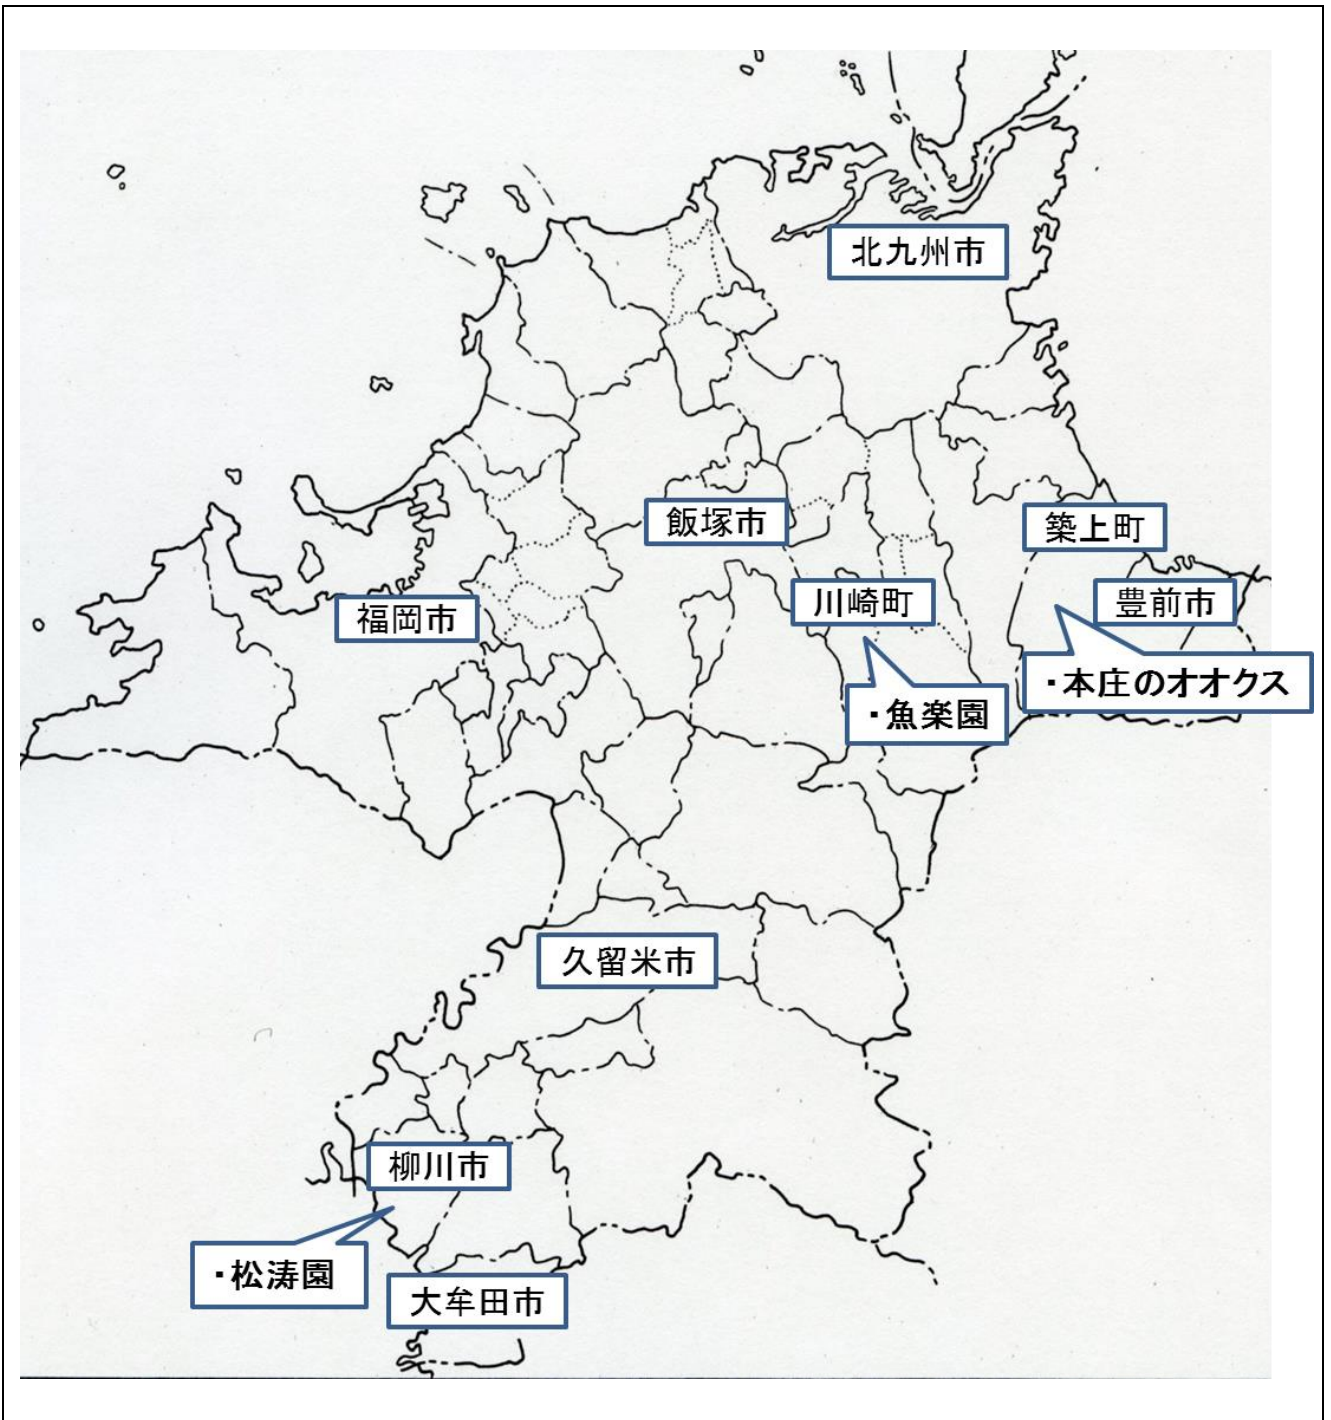 北九州市
飯塚市
築上町
川崎町
豊前市
福岡市
・本庄のオオクス
・魚楽園
久留米市
柳川市
・松涛園
大牟田市